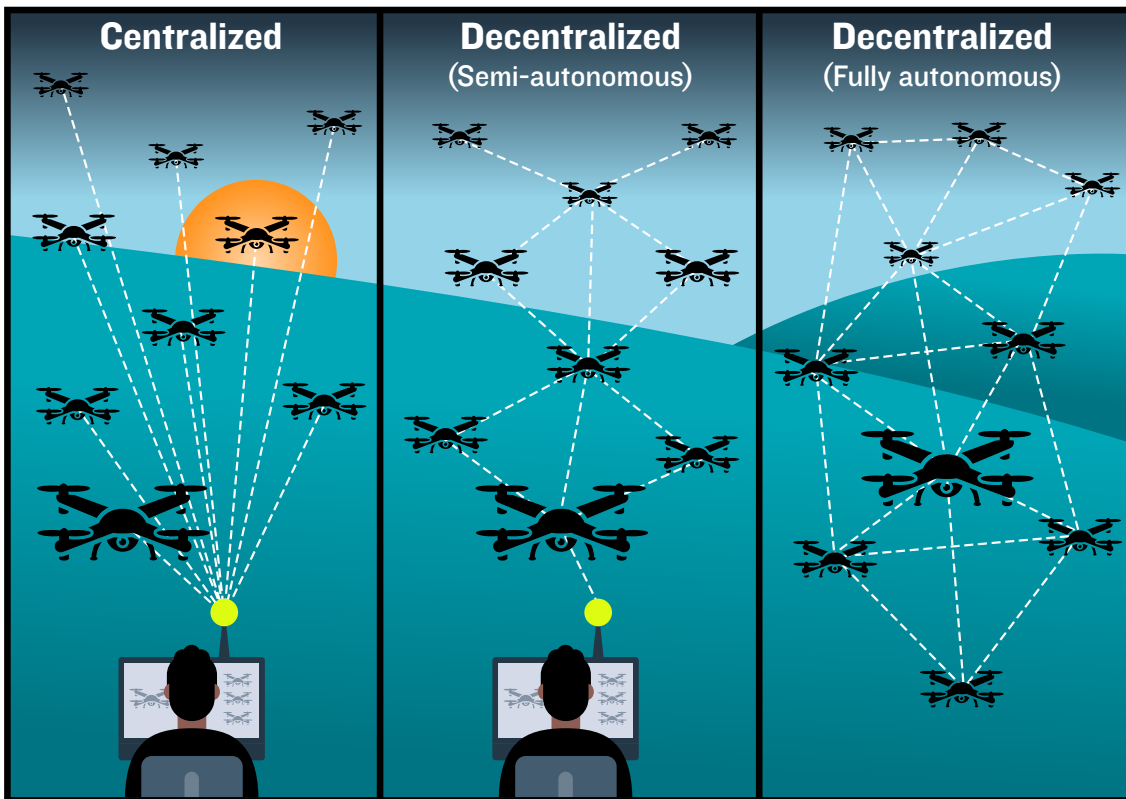 Centralized
Decentralized
(Semi-autonomous)
Decentralized
(Fully autonomous)